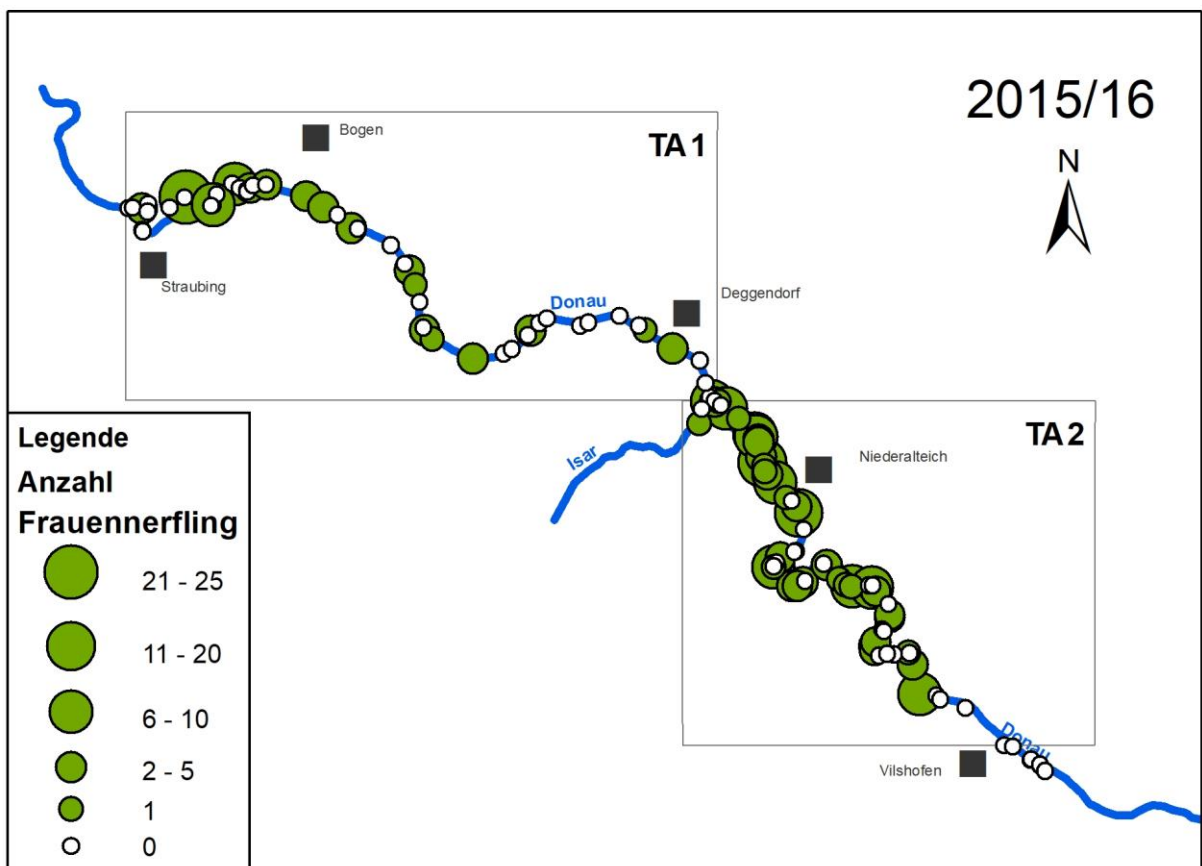 2015/16
N
Bogen
TA 1
Straubing
Donau
Deggendorf
TA 2
Isar
Niederalteich
Donau
Vilshofen
Legende
Anzahl
Frauennerfling
21 - 25
11 - 20
6 - 10
2 - 5
1
0